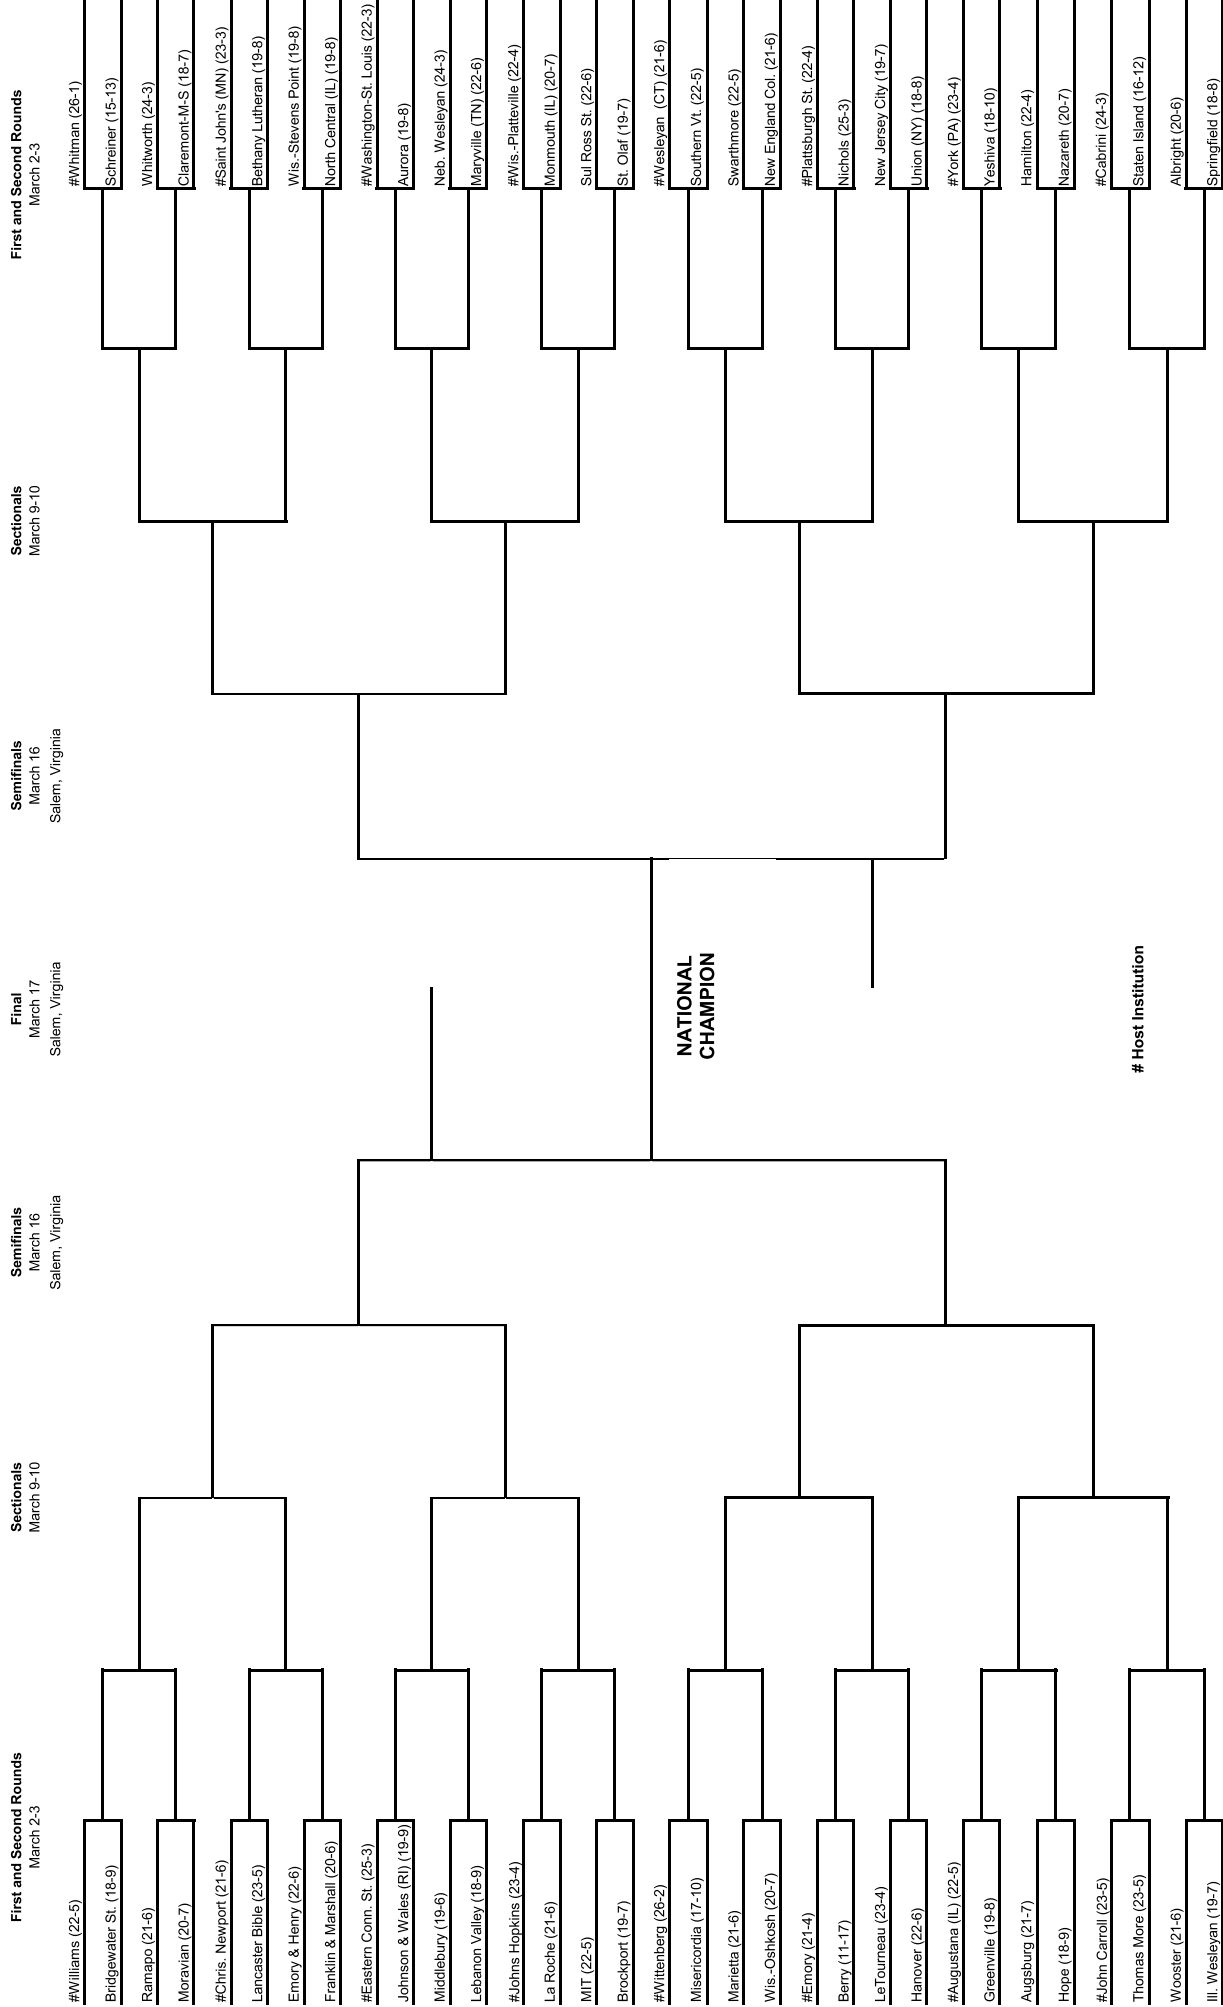 First and Second Rounds
March 2-3
Sectionals
March 9-10
Semifinals
March 16
Salem, Virginia
Final
March 17
Salem, Virginia
Semifinals
March 16
Salem, Virginia
Sectionals
March 9-10
First and Second Rounds
March 2-3
#Williams (22-5)
Bridgewater St. (18-9)
Ramapo (21-6)
Moravian (20-7)
#Chris. Newport (21-6)
Lancaster Bible (23-5)
Emory & Henry (22-6)
Franklin & Marshall (20-6)
#Eastern Conn. St. (25-3)
Johnson & Wales (RI) (19-9)
Middlebury (19-6)
Lebanon Valley (18-9)
#Johns Hopkins (23-4)
La Roche (21-6)
MIT (22-5)
Brockport (19-7)
#Wittenberg (26-2)
Misericordia (17-10)
Marietta (21-6)
Wis.-Oshkosh (20-7)
#Emory (21-4)
Berry (11-17)
LeTourneau (23-4)
Hanover (22-6)
#Augustana (IL) (22-5)
Greenville (19-8)
Augsburg (21-7)
Hope (18-9)
#John Carroll (23-5)
Thomas More (23-5)
Wooster (21-6)
Ill. Wesleyan (19-7)
NATIONAL
CHAMPION
# Host Institution
#Whitman (26-1)
Schreiner (15-13)
Whitworth (24-3)
Claremont-M-S (18-7)
#Saint John's (MN) (23-3)
Bethany Lutheran (19-8)
Wis.-Stevens Point (19-8)
North Central (IL) (19-8)
#Washington-St. Louis (22-3)
Aurora (19-8)
Neb. Wesleyan (24-3)
Maryville (TN) (22-6)
#Wis.-Platteville (22-4)
Monmouth (IL) (20-7)
Sul Ross St. (22-6)
St. Olaf (19-7)
#Wesleyan (CT) (21-6)
Southern Vt. (22-5)
Swarthmore (22-5)
New England Col. (21-6)
#Plattsburgh St. (22-4)
Nichols (25-3)
New Jersey City (19-7)
Union (NY) (18-8)
#York (PA) (23-4)
Yeshiva (18-10)
Hamilton (22-4)
Nazareth (20-7)
#Cabrini (24-3)
Staten Island (16-12)
Albright (20-6)
Springfield (18-8)